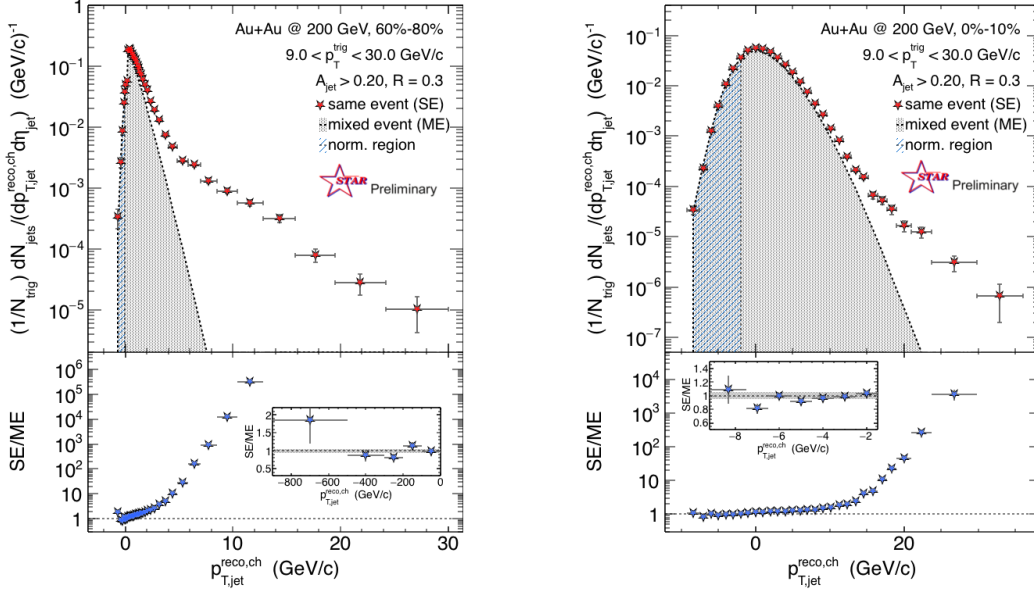 Au+Au @ 200 GeV, 60%-80%
9.0 < p_T^trig < 30.0 GeV/c
A_jet > 0.20, R = 0.3
same event (SE)
mixed event (ME)
norm. region
STAR Preliminary
(1/N_trig) dN_jets/(dp_T,jet^reco,ch dη_jet) (GeV/c)^-1
1
10^-1
10^-2
10^-3
10^-4
10^-5
SE/ME
10^6
10^5
10^4
10^3
10^2
10
1
SE/ME
2
1.5
1
0.5
−800 −600 −400 −200 0
p_T,jet^reco,ch (GeV/c)
0 10 20 30
p_T,jet^reco,ch (GeV/c)
Au+Au @ 200 GeV, 0%-10%
9.0 < p_T^trig < 30.0 GeV/c
A_jet > 0.20, R = 0.3
same event (SE)
mixed event (ME)
norm. region
STAR Preliminary
(1/N_trig) dN_jets/(dp_T,jet^reco,ch dη_jet) (GeV/c)^-1
10^-1
10^-2
10^-3
10^-4
10^-5
10^-6
10^-7
SE/ME
10^4
10^3
10^2
10
1
SE/ME
1.4
1.2
1
0.8
0.6
−8 −6 −4 −2
p_T,jet^reco,ch (GeV/c)
0 20
p_T,jet^reco,ch (GeV/c)